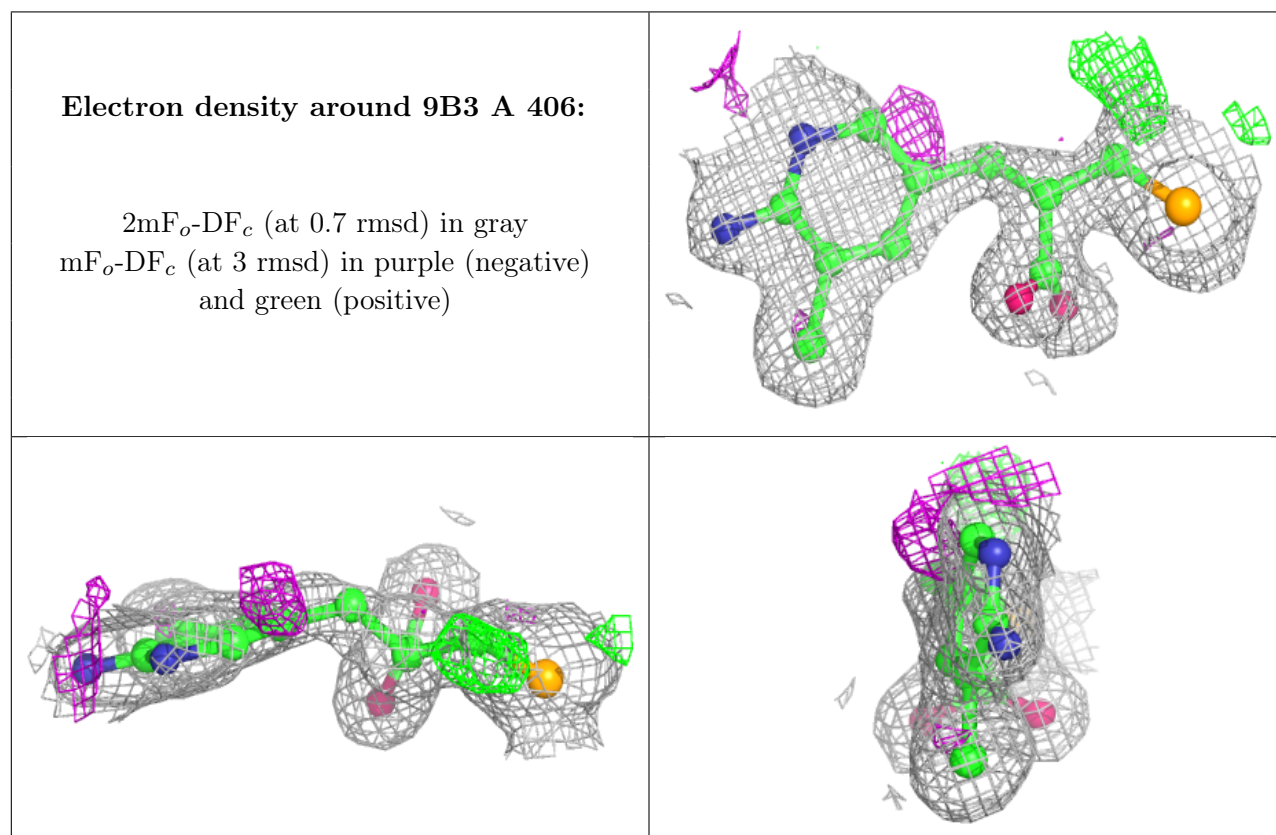 Electron density around 9B3 A 406:
2mFₒ-DF𝒸 (at 0.7 rmsd) in gray
mFₒ-DF𝒸 (at 3 rmsd) in purple (negative)
and green (positive)